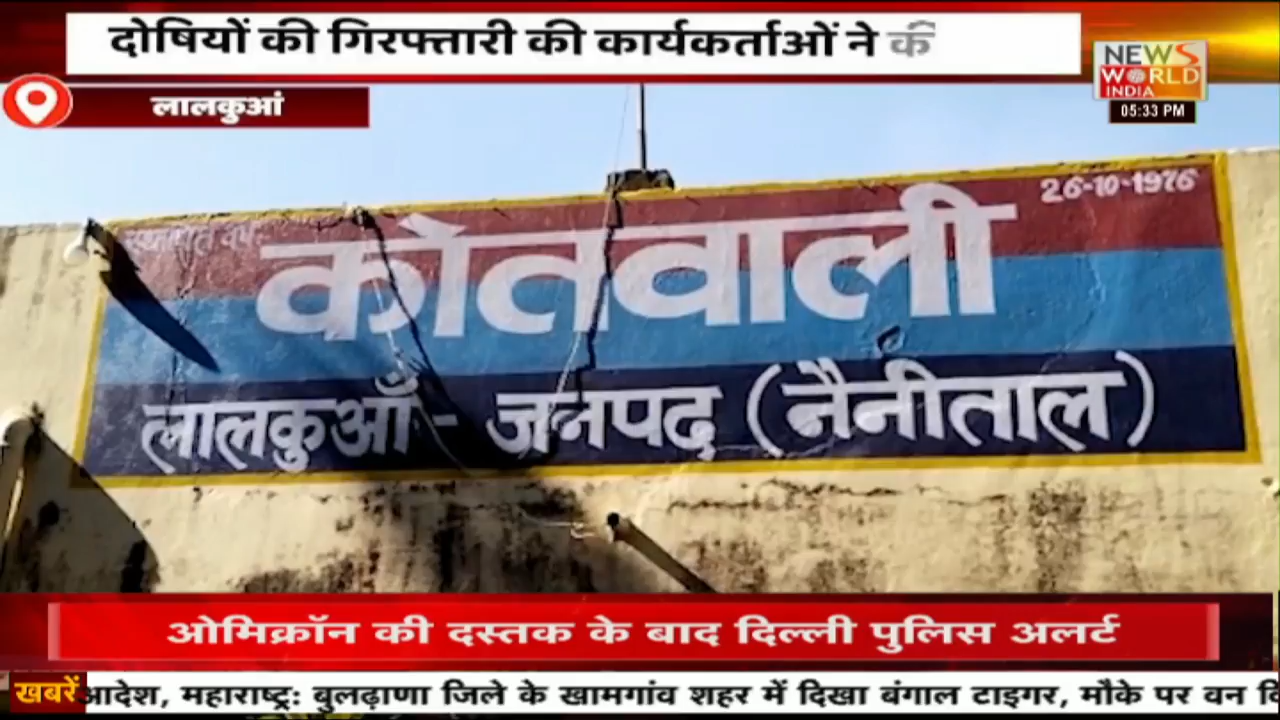 दोषियों की गिरफ्तारी की कार्यकर्ताओं ने की
NEWS
WORLD
INDIA
05:33 PM
लालकुआं
26-10-1976
कोतवाली
लालकुआँ - जनपद (नैनीताल)
ओमिक्रॉन की दस्तक के बाद दिल्ली पुलिस अलर्ट
खबरें आदेश, महाराष्ट्र: बुलढ़ाणा जिले के खामगांव शहर में दिखा बंगाल टाइगर, मौके पर वन